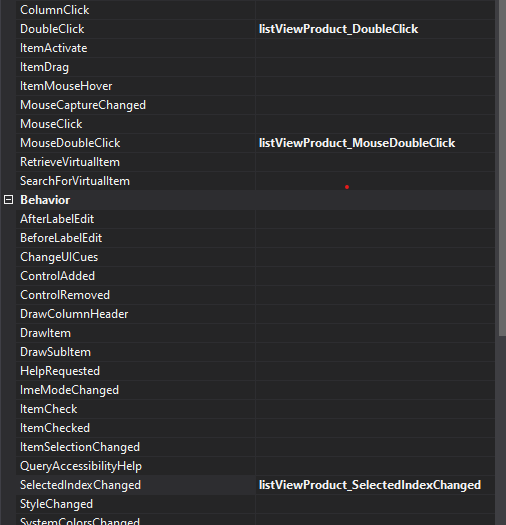 ColumnClick
DoubleClick listViewProduct_DoubleClick
ItemActivate
ItemDrag
ItemMouseHover
MouseCaptureChanged
MouseClick
MouseDoubleClick listViewProduct_MouseDoubleClick
RetrieveVirtualItem
SearchForVirtualItem
Behavior
AfterLabelEdit
BeforeLabelEdit
ChangeUICues
ControlAdded
ControlRemoved
DrawColumnHeader
DrawItem
DrawSubItem
HelpRequested
ImeModeChanged
ItemCheck
ItemChecked
ItemSelectionChanged
QueryAccessibilityHelp
SelectedIndexChanged listViewProduct_SelectedIndexChanged
StyleChanged
SystemColorsChanged